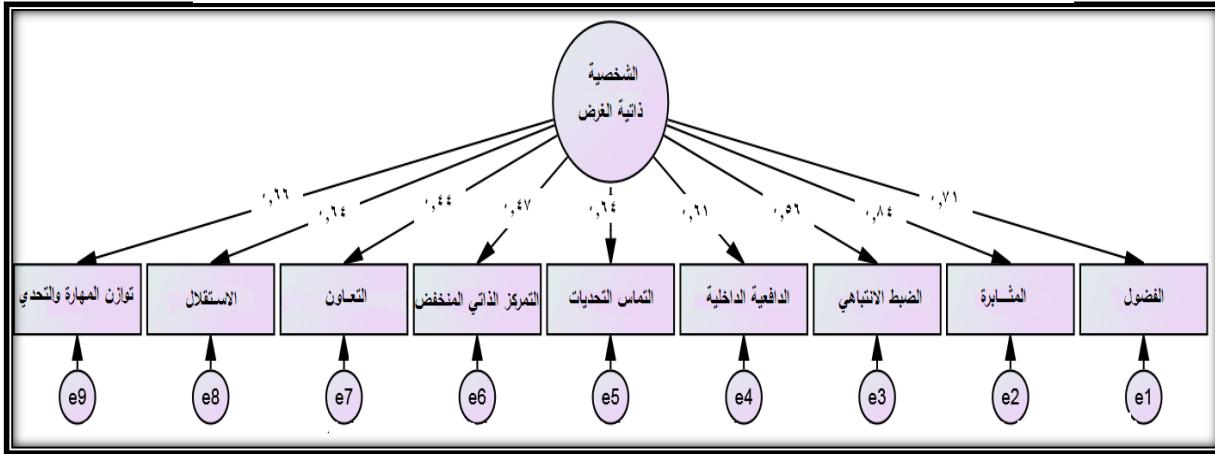 الشخصية
ذاتية الغرض
٠,٧١
٠,٨٤
٠,٥٦
٠,٦١
٠,٦٤
٠,٤٧
٠,٤٤
٠,٦٤
٠,٦٦
الفضول
المثــابرة
الضبط الانتباهي
الدافعية الداخلية
التماس التحديات
التمركز الذاتي المنخفض
التعـاون
الاستقلال
توازن المهارة والتحدي
e1
e2
e3
e4
e5
e6
e7
e8
e9